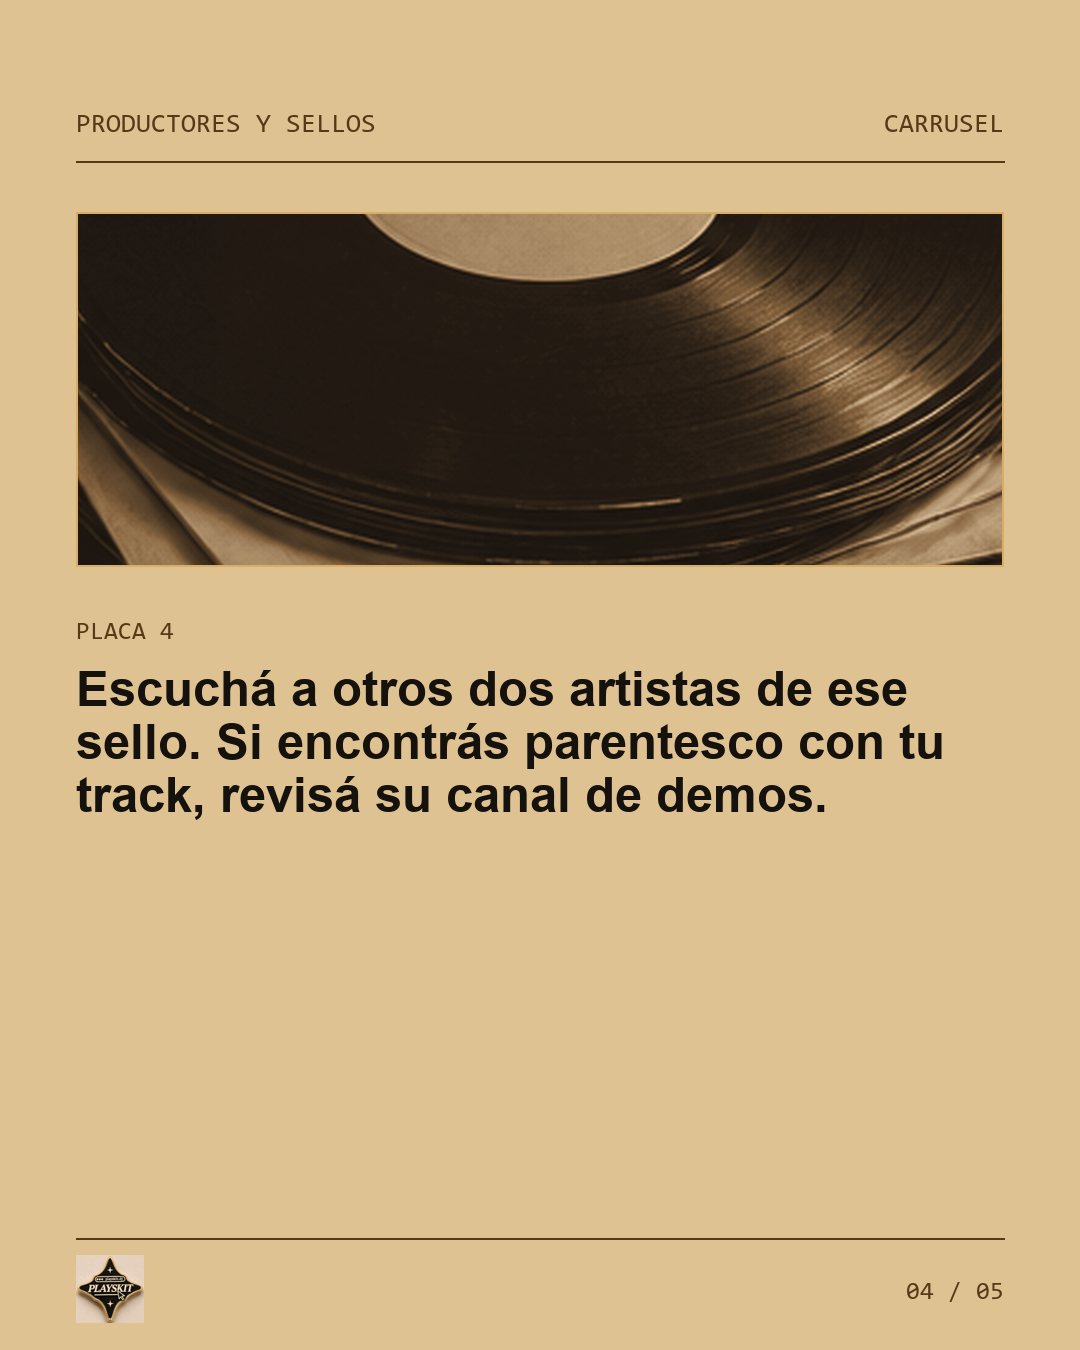 PRODUCTORES Y SELLOS
CARRUSEL
PLACA 4
Escuchá a otros dos artistas de ese
sello. Si encontrás parentesco con tu
track, revisá su canal de demos.
PLAYSKIT
04 / 05